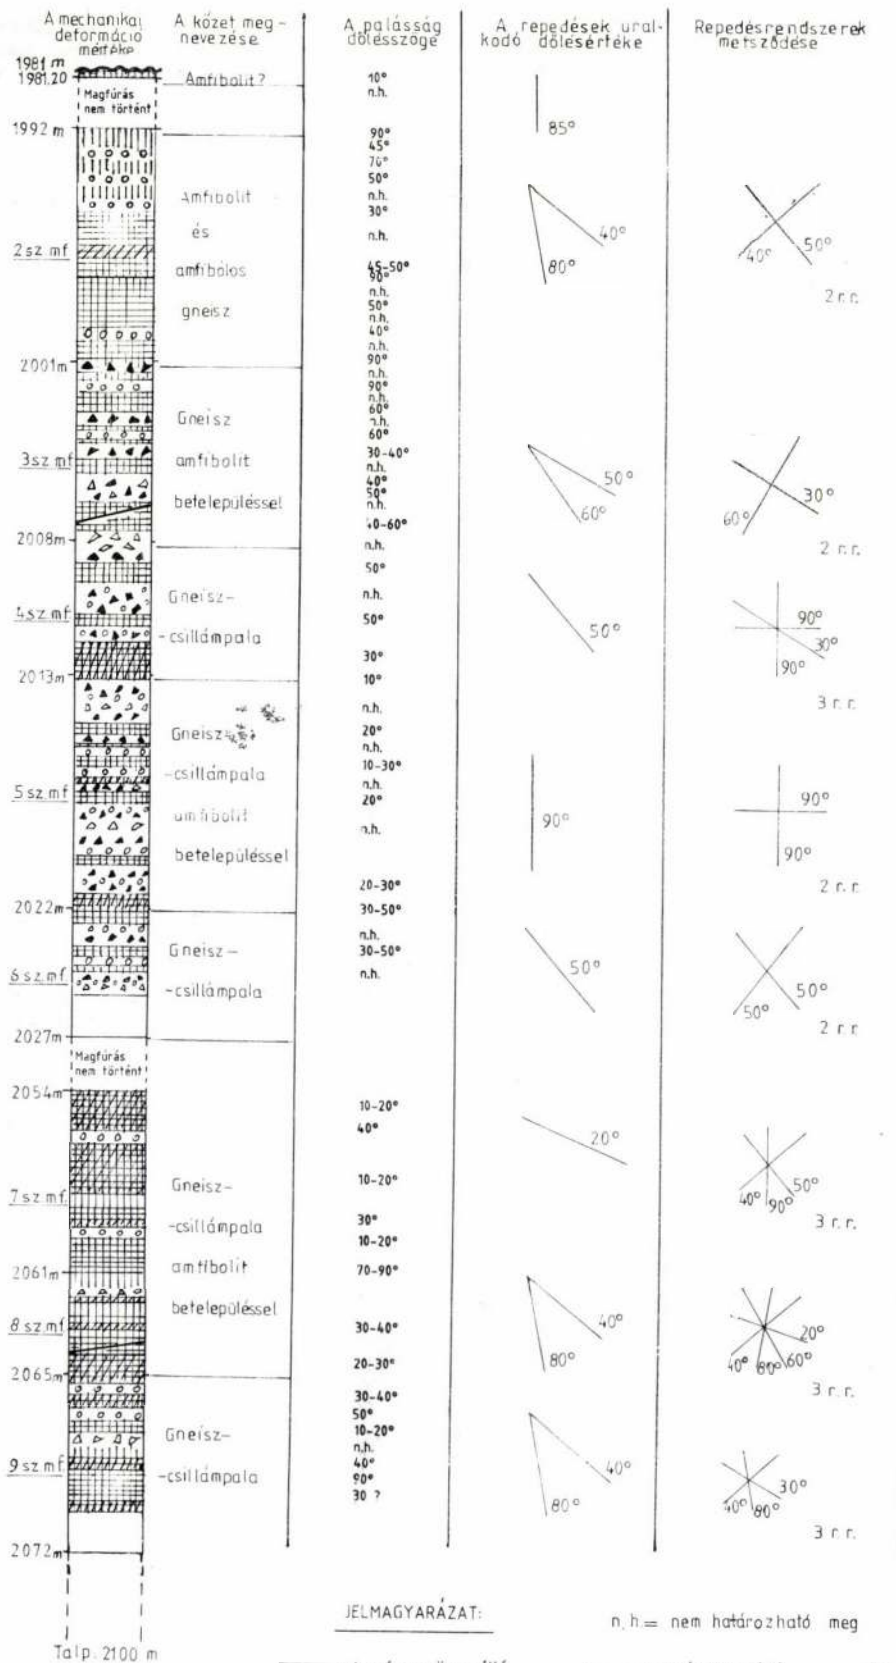 A mechanikai
deformáció
mértéke
A kőzet meg-
nevezése
A palásság
dőlésszöge
A repedések ural-
kodó dőlésértéke
Repedésrendszerek
metsződése
1981 m
1981,20
Amfibolit?
10°
n.h.
Magfúrás
nem történt
85°
1992 m
90°
45°
70°
50°
Amfibolit
n.h.
30°
és
n.h.
40°
80°
40°
50°
2 r.r.
2 sz mf
amfibólos
45-50°
90°
n.h.
gneisz
50°
n.h.
40°
n.h.
2001m
90°
n.h.
90°
n.h.
60°
Gneisz
n.h.
60°
3 sz mf
amfibolit
30-40°
n.h.
40°
betelepüléssel
50°
n.h.
40-60°
50°
60°
30°
60°
2 r.r.
2008m
n.h.
50°
Gneisz-
n.h.
4 sz mf
-csillámpala
50°
30°
50°
90°
30°
90°
3 r.r.
2013m
10°
n.h.
Gneisz
20°
n.h.
-csillámpala
10-30°
n.h.
5 sz mf
20°
amfibolit
n.h.
betelepüléssel
20-30°
90°
90°
90°
2 r.r.
2022m
30-50°
n.h.
Gneisz-
30-50°
6 sz.mf.
n.h.
-csillámpala
50°
50°
50°
2 r.r.
2027m
Magfúrás
nem történt
2054m
10-20°
40°
20°
Gneisz-
10-20°
7 sz.mf.
-csillámpala
30°
10-20°
40°
90°
50°
3 r.r.
2061m
amfibolit
70-90°
betelepüléssel
8 sz.mf.
30-40°
20-30°
40°
80°
20°
40°
80°
60°
3 r.r.
2065m
30-40°
50°
Gneisz-
10-20°
n.h.
9 sz mf.
-csillámpala
40°
90°
30 ?
40°
80°
30°
40°
80°
3 r.r.
2072m
JELMAGYARÁZAT:
n.h.= nem határozható meg
Talp. 2100 m